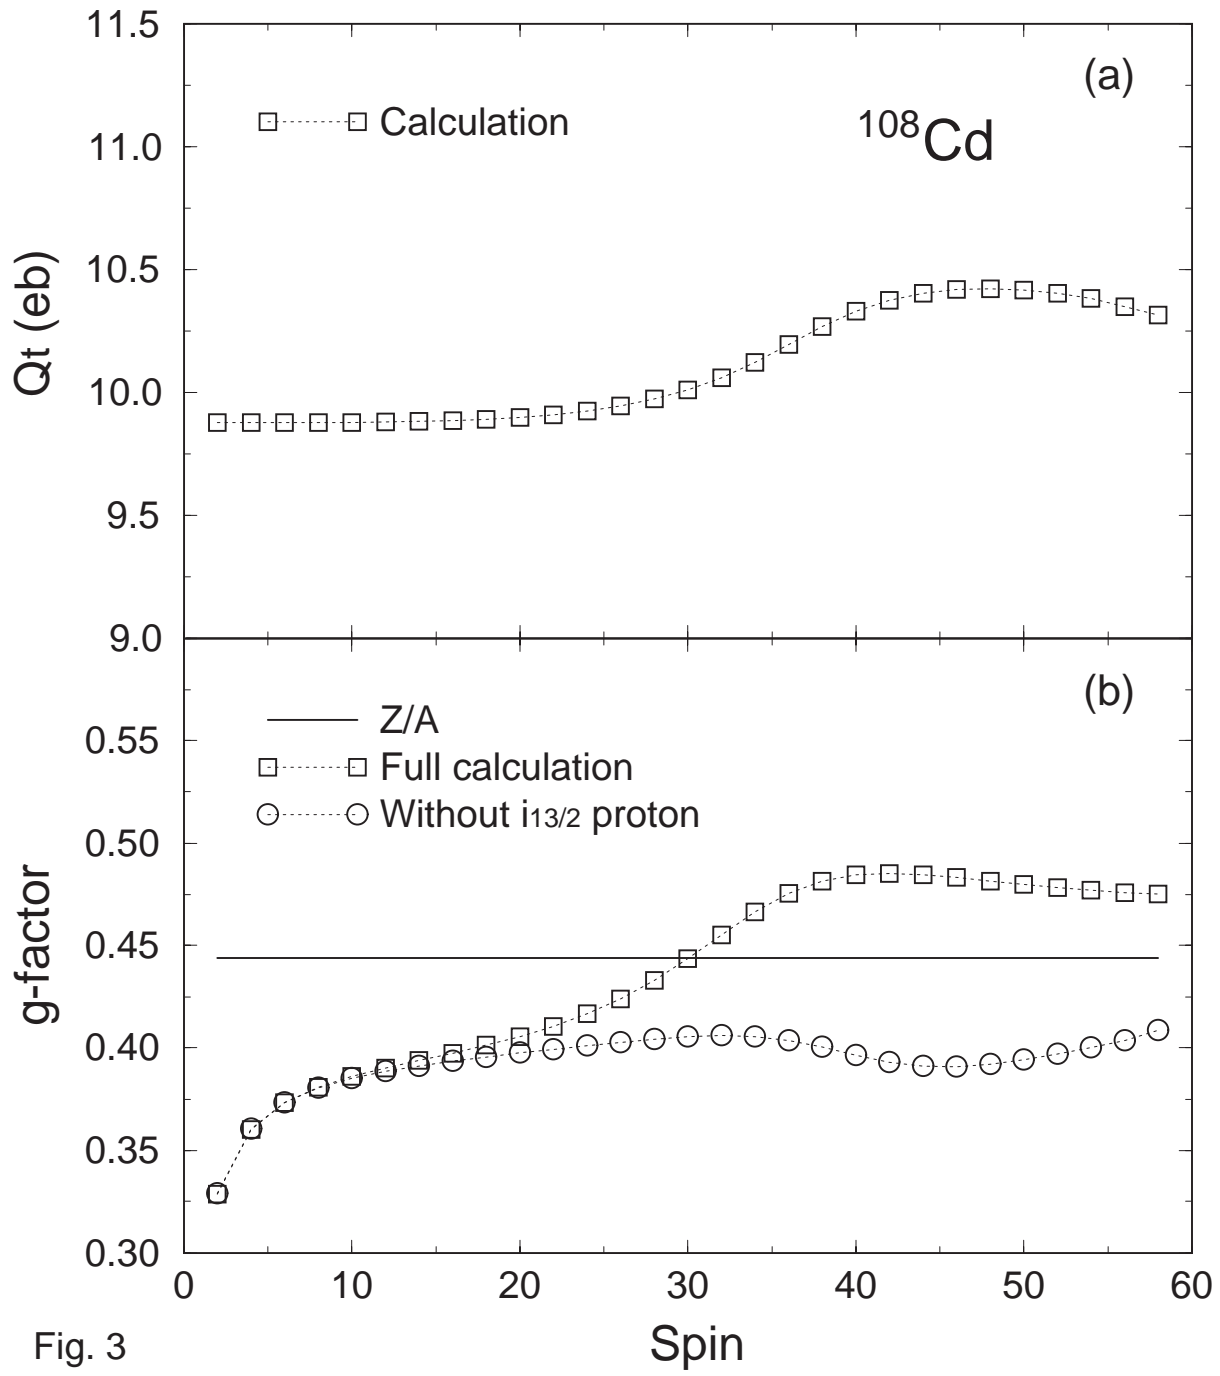 11.5
(a)
Calculation
108Cd
11.0
10.5
Qt (eb)
10.0
9.5
9.0
(b)
Z/A
0.55
Full calculation
Without i13/2 proton
0.50
g-factor
0.45
0.40
0.35
0.30
0 10 20 30 40 50 60
Spin
Fig. 3